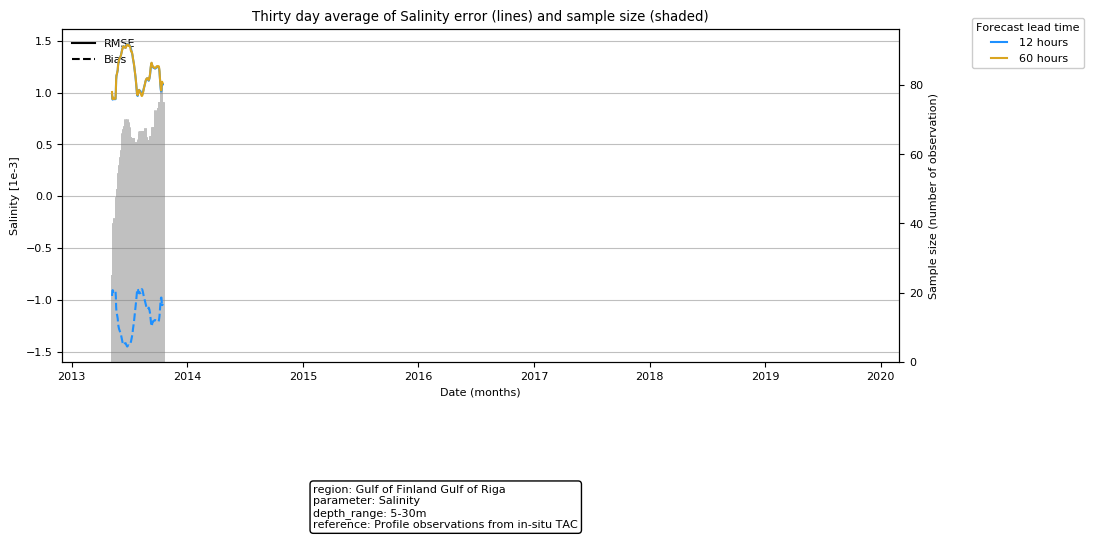 Thirty day average of Salinity error (lines) and sample size (shaded)
Forecast lead time
12 hours
60 hours
RMSE
Bias
1.5
1.0
0.5
0.0
−0.5
−1.0
−1.5
Salinity [1e-3]
80
60
40
20
0
Sample size (number of observation)
2013 2014 2015 2016 2017 2018 2019 2020
Date (months)
region: Gulf of Finland Gulf of Riga
parameter: Salinity
depth_range: 5-30m
reference: Profile observations from in-situ TAC